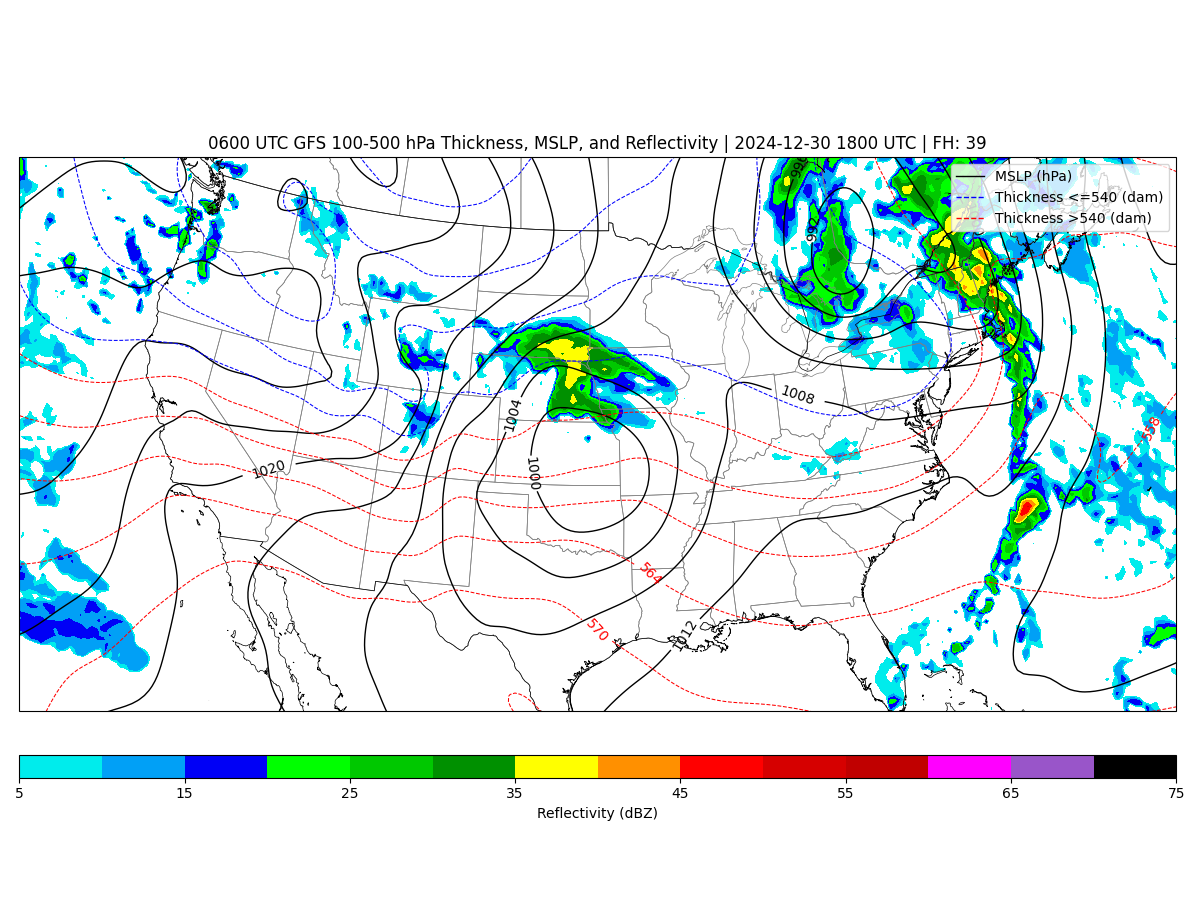 0600 UTC GFS 100-500 hPa Thickness, MSLP, and Reflectivity | 2024-12-30 1800 UTC | FH: 39
MSLP (hPa)
Thickness <=540 (dam)
Thickness >540 (dam)
1008
1004
558
1020
1000
564
570
1012
5 15 25 35 45 55 65 75
Reflectivity (dBZ)